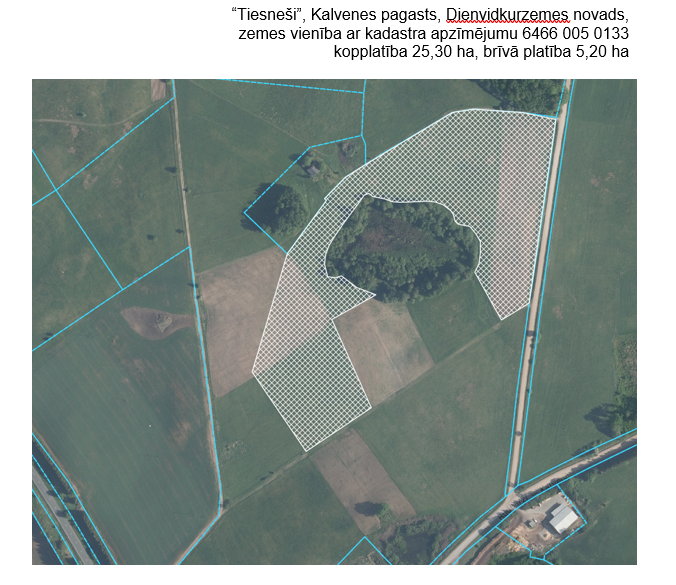 “Tiesneši”, Kalvenes pagasts, Dienvidkurzemes novads,
zemes vienība ar kadastra apzīmējumu 6466 005 0133
kopplatība 25,30 ha, brīvā platība 5,20 ha